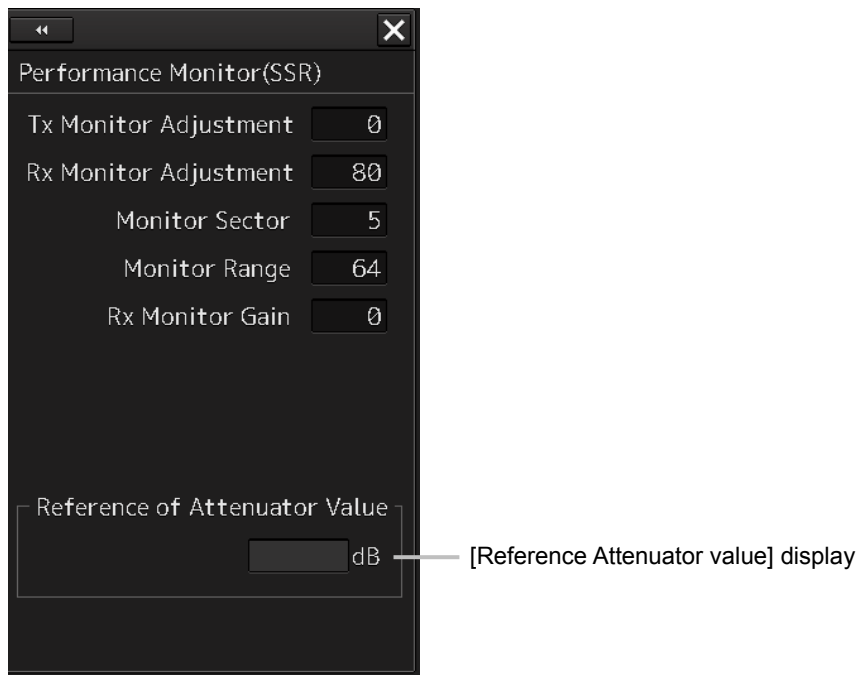 Performance Monitor(SSR)
Tx Monitor Adjustment 0
Rx Monitor Adjustment 80
Monitor Sector 5
Monitor Range 64
Rx Monitor Gain 0
Reference of Attenuator Value
dB
[Reference Attenuator value] display